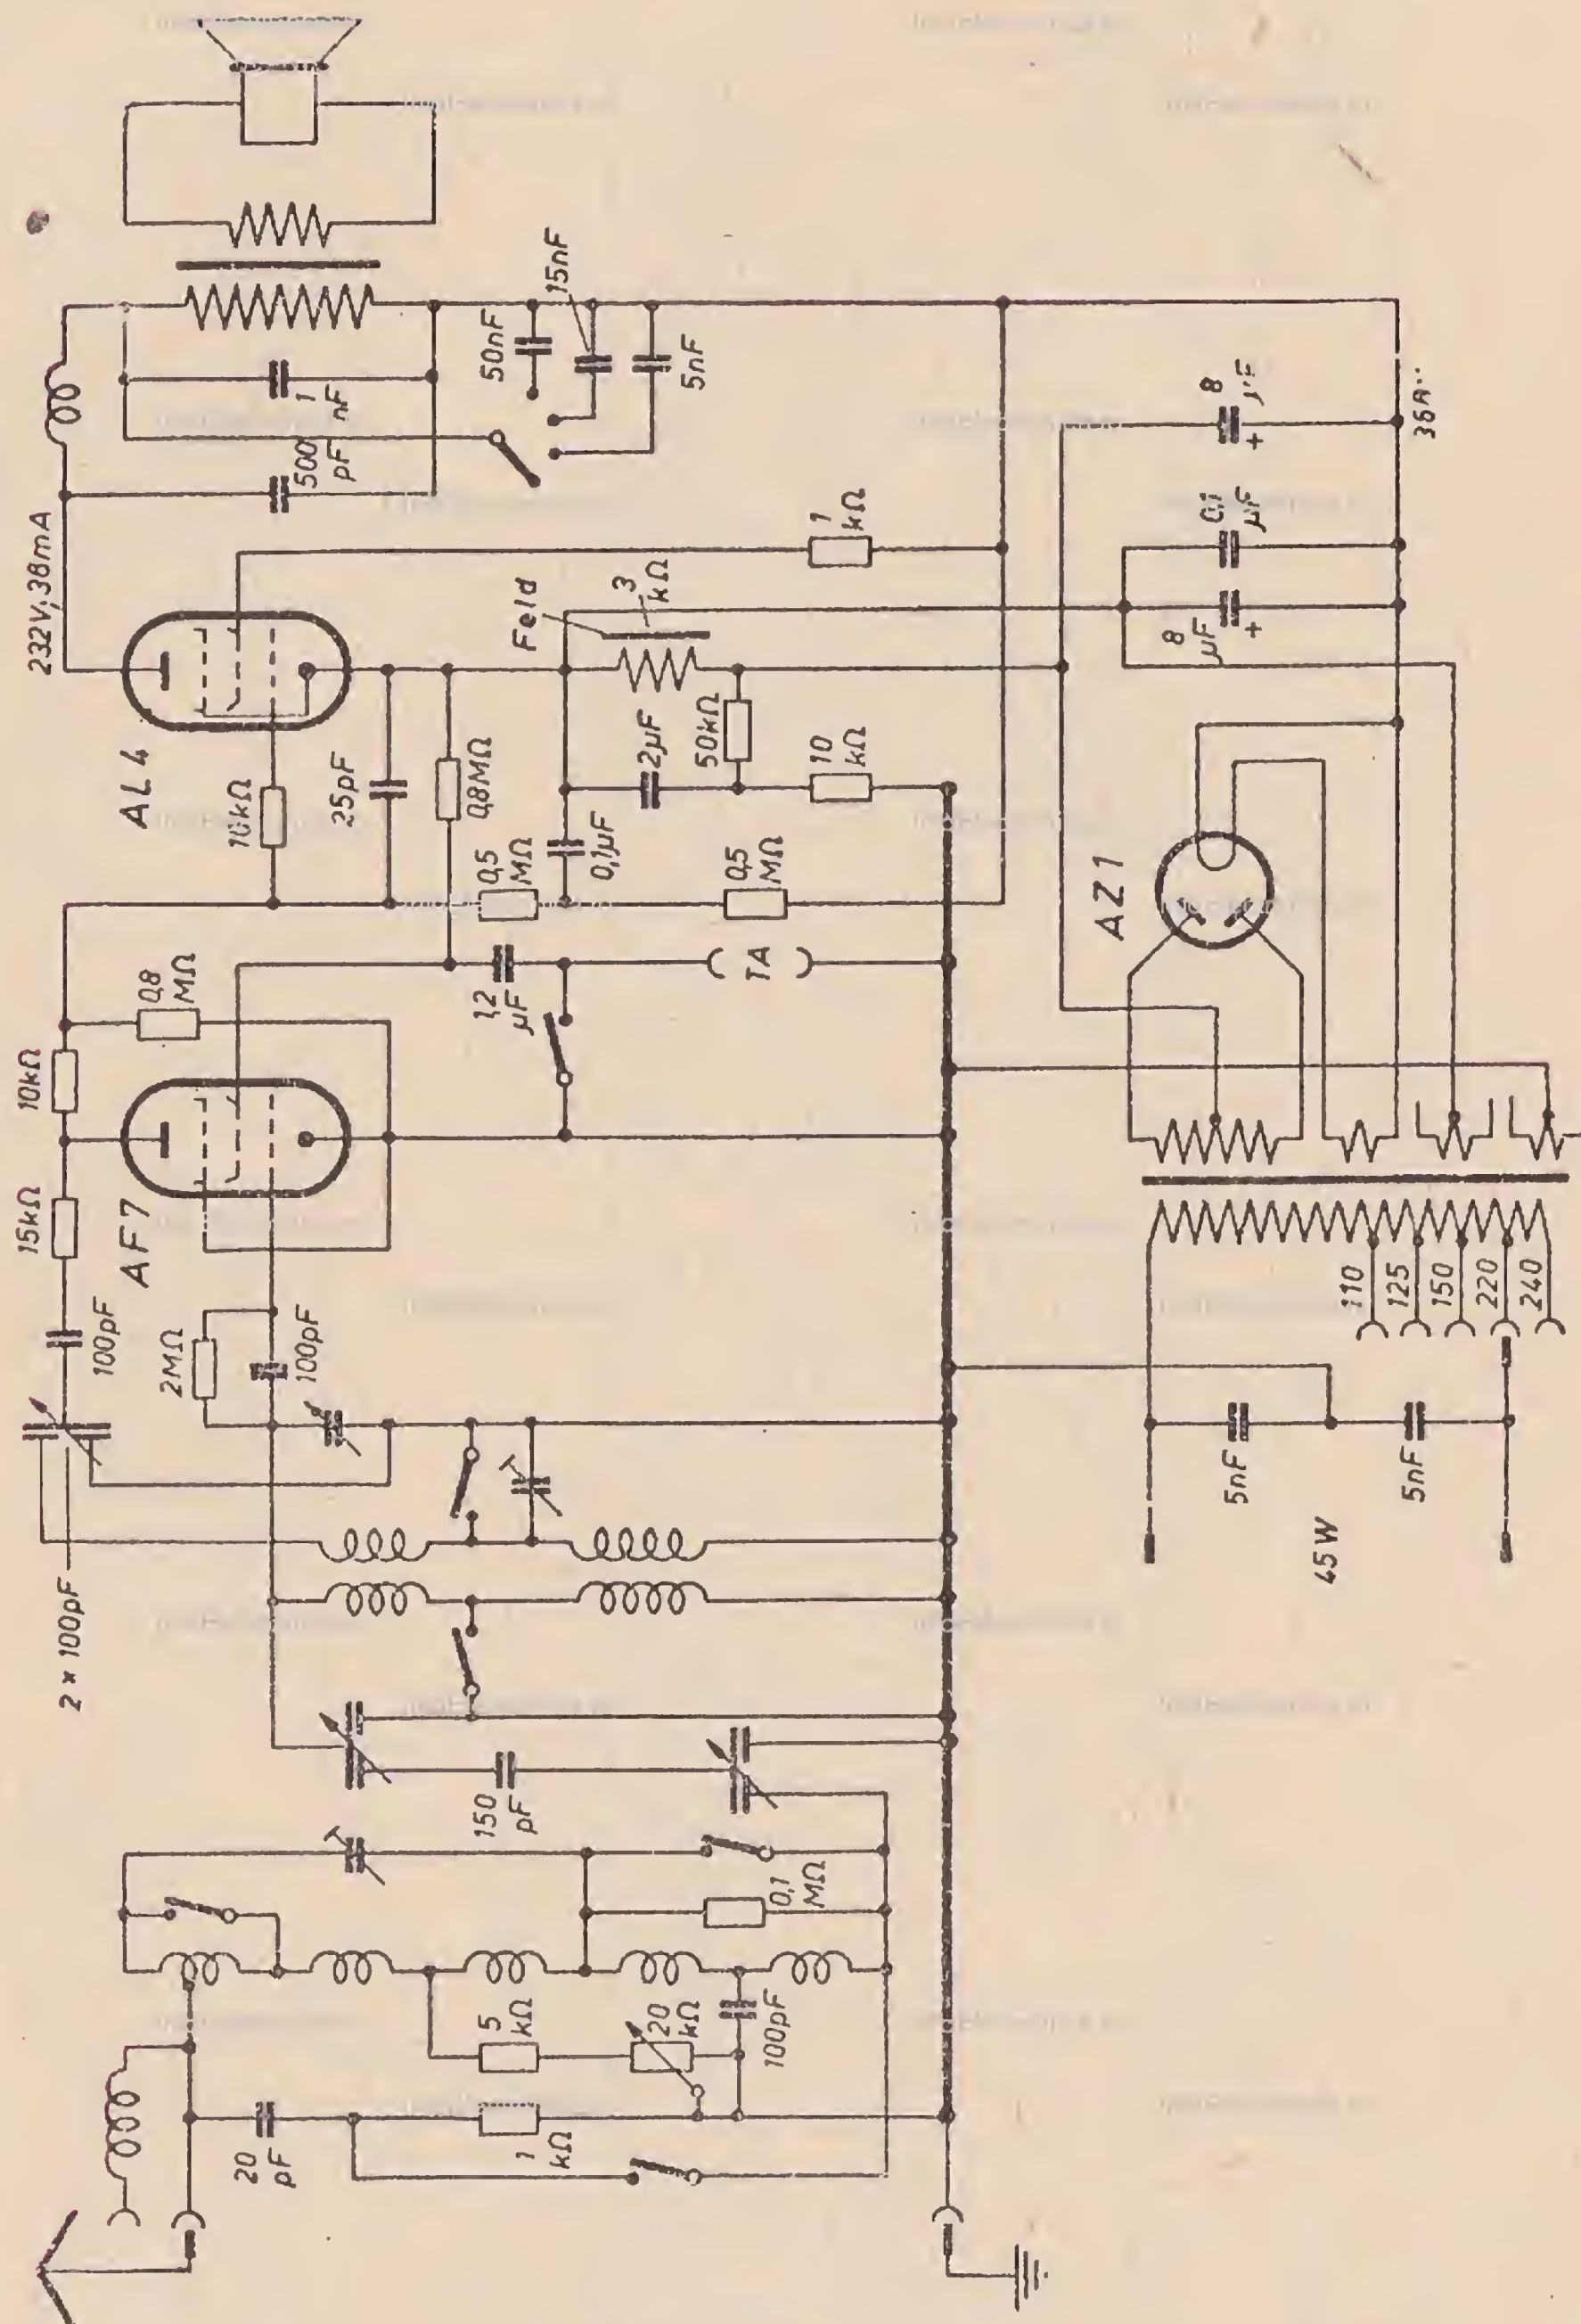 2 × 100pF
100pF
15kΩ
10kΩ
0,8
MΩ
232V,38mA
AF7
AL4
2MΩ
100pF
10kΩ
25pF
0,8MΩ
500
pF
1
nF
50nF
15nF
5nF
20
pF
1
kΩ
5
kΩ
20
kΩ
100pF
0,1
MΩ
150
pF
1,2
µF
TA
0,5
MΩ
0,1µF
0,5
MΩ
2µF
50kΩ
10
kΩ
Feld
3
kΩ
1
kΩ
AZ1
8
µF
0,1
µF
8
µF
5nF
5nF
45W
110
125
150
220
240